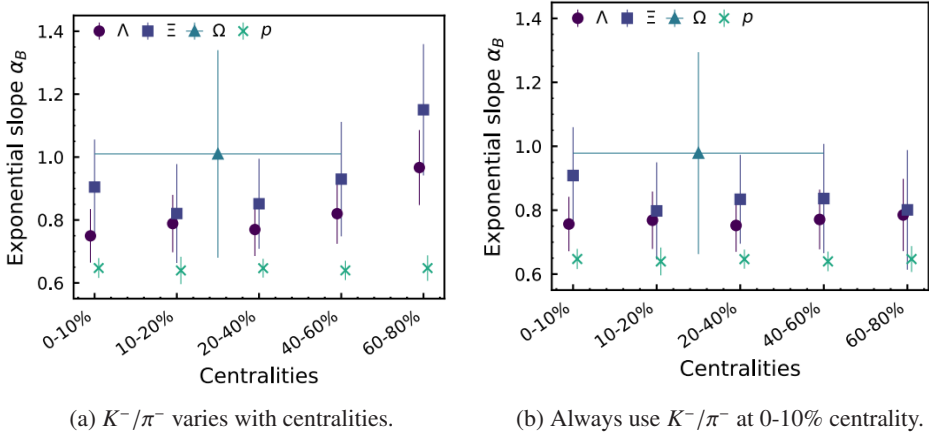 Λ Ξ Ω p
1.4
1.2
1.0
0.8
0.6
Exponential slope α_B
0-10% 10-20% 20-40% 40-60% 60-80%
Centralities
(a) K⁻/π⁻ varies with centralities.
Λ Ξ Ω p
1.4
1.2
1.0
0.8
0.6
Exponential slope α_B
0-10% 10-20% 20-40% 40-60% 60-80%
Centralities
(b) Always use K⁻/π⁻ at 0-10% centrality.